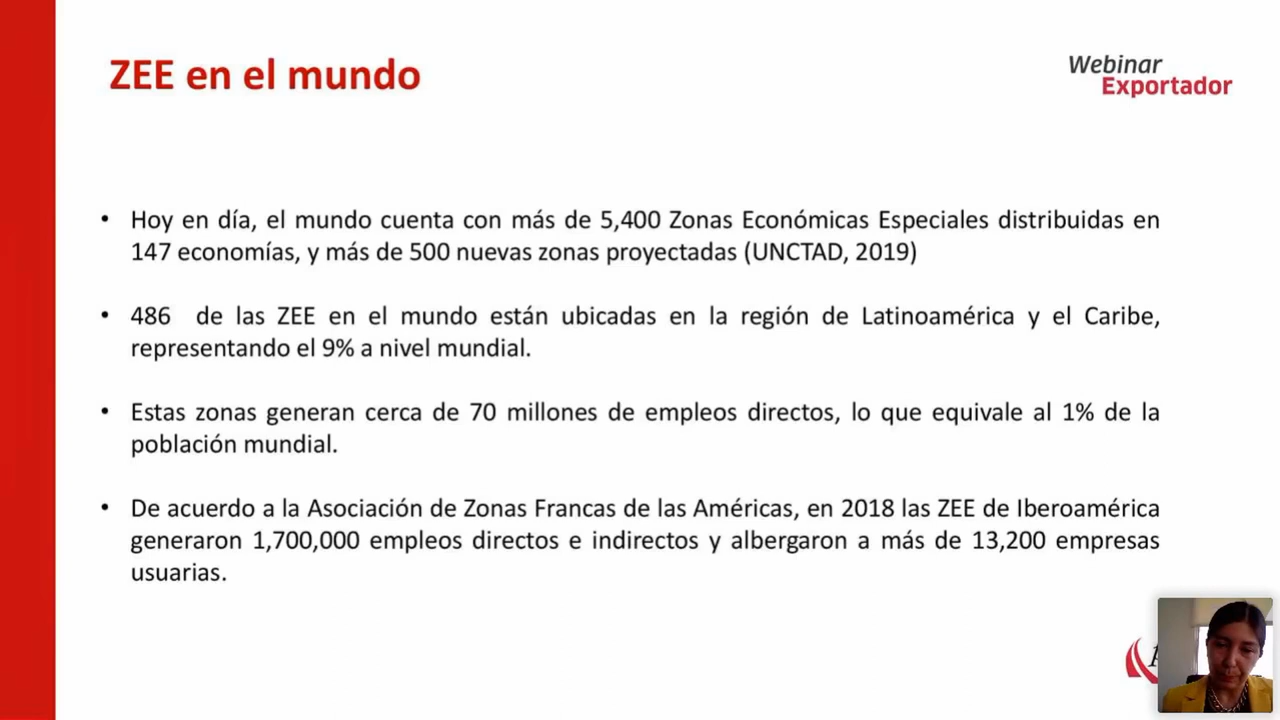 ZEE en el mundo
Webinar
Exportador
• Hoy en día, el mundo cuenta con más de 5,400 Zonas Económicas Especiales distribuidas en
147 economías, y más de 500 nuevas zonas proyectadas (UNCTAD, 2019)
• 486 de las ZEE en el mundo están ubicadas en la región de Latinoamérica y el Caribe,
representando el 9% a nivel mundial.
• Estas zonas generan cerca de 70 millones de empleos directos, lo que equivale al 1% de la
población mundial.
• De acuerdo a la Asociación de Zonas Francas de las Américas, en 2018 las ZEE de Iberoamérica
generaron 1,700,000 empleos directos e indirectos y albergaron a más de 13,200 empresas
usuarias.